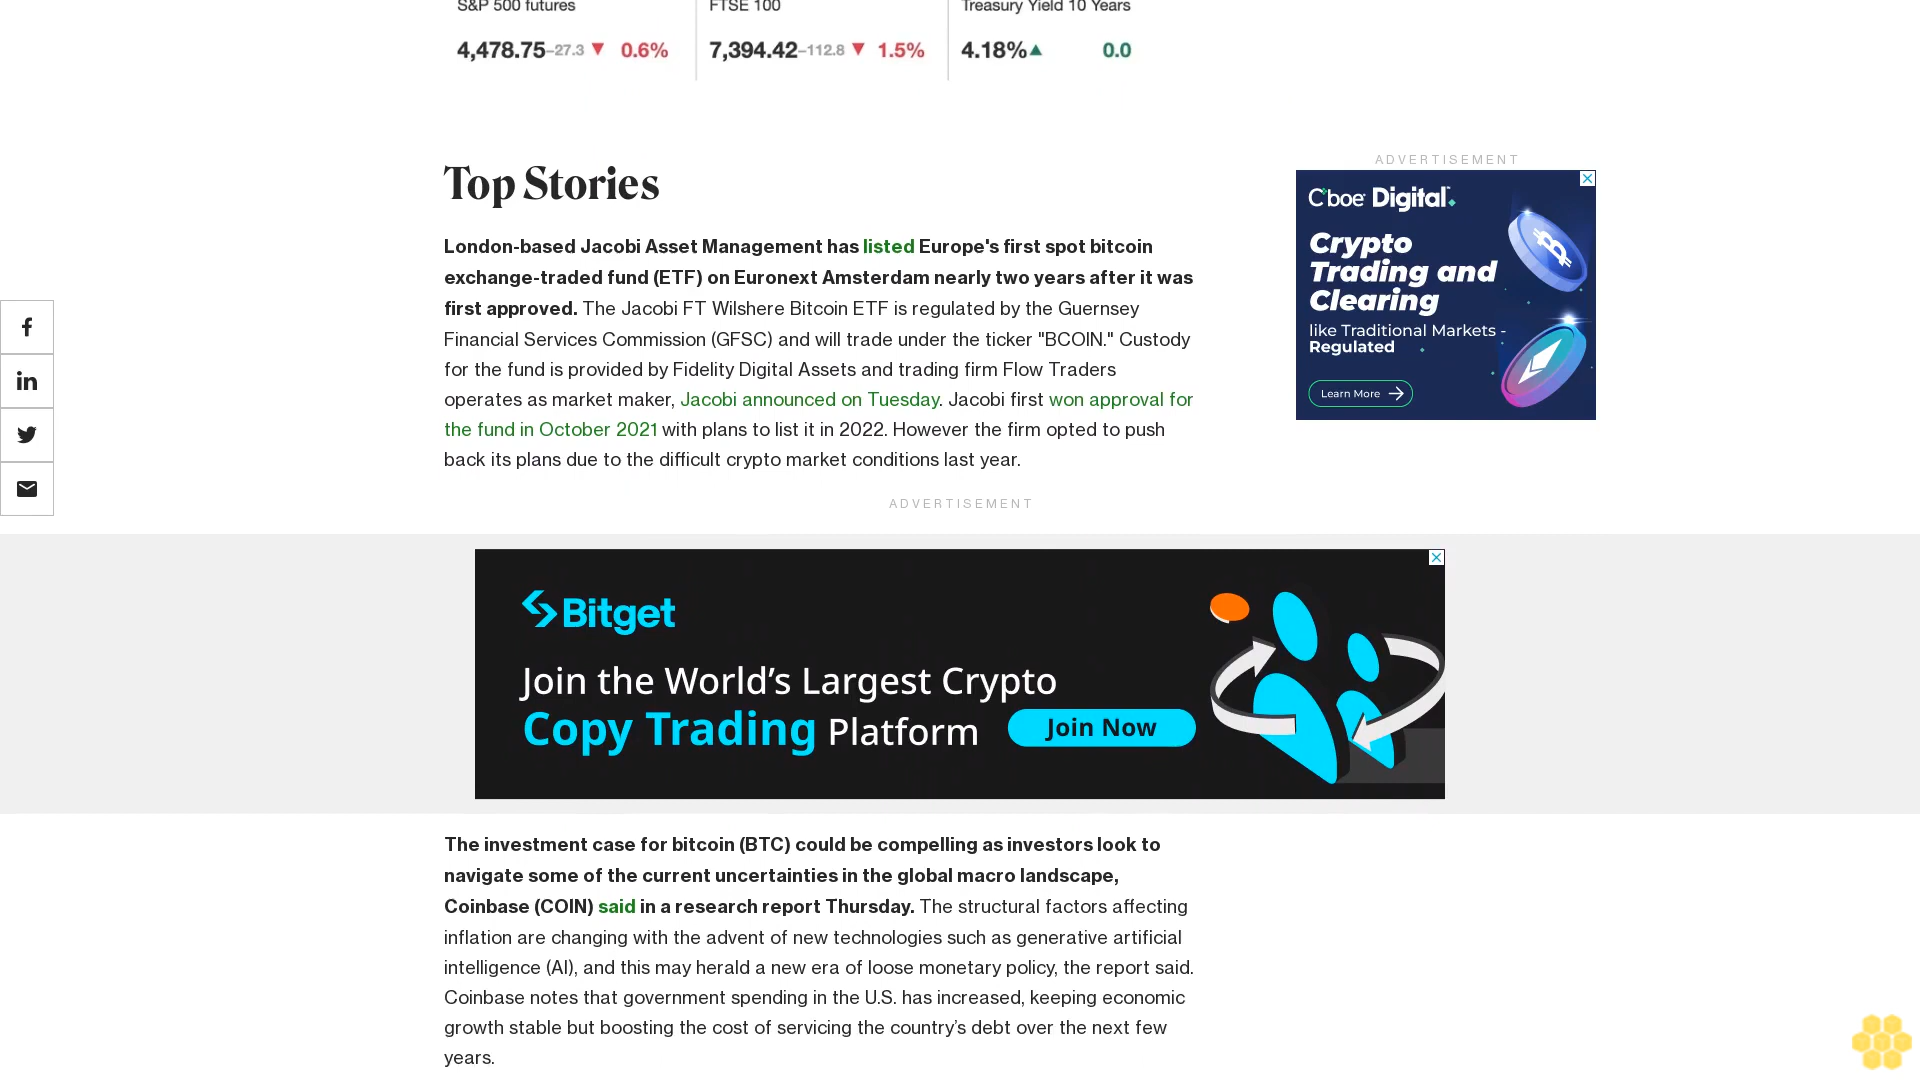 S&P 500 futures
FTSE 100
Treasury Yield 10 Years
4,478.75 –27.3 ▼ 0.6%
7,394.42 –112.8 ▼ 1.5%
4.18% ▲ 0.0
Top Stories
London-based Jacobi Asset Management has listed Europe's first spot bitcoin
exchange-traded fund (ETF) on Euronext Amsterdam nearly two years after it was
first approved. The Jacobi FT Wilshere Bitcoin ETF is regulated by the Guernsey
Financial Services Commission (GFSC) and will trade under the ticker "BCOIN." Custody
for the fund is provided by Fidelity Digital Assets and trading firm Flow Traders
operates as market maker, Jacobi announced on Tuesday. Jacobi first won approval for
the fund in October 2021 with plans to list it in 2022. However the firm opted to push
back its plans due to the difficult crypto market conditions last year.
ADVERTISEMENT
Cboe Digital
Crypto
Trading and
Clearing
like Traditional Markets -
Regulated
Learn More →
ADVERTISEMENT
Bitget
Join the World’s Largest Crypto
Copy Trading Platform
Join Now
The investment case for bitcoin (BTC) could be compelling as investors look to
navigate some of the current uncertainties in the global macro landscape,
Coinbase (COIN) said in a research report Thursday. The structural factors affecting
inflation are changing with the advent of new technologies such as generative artificial
intelligence (AI), and this may herald a new era of loose monetary policy, the report said.
Coinbase notes that government spending in the U.S. has increased, keeping economic
growth stable but boosting the cost of servicing the country’s debt over the next few
years.